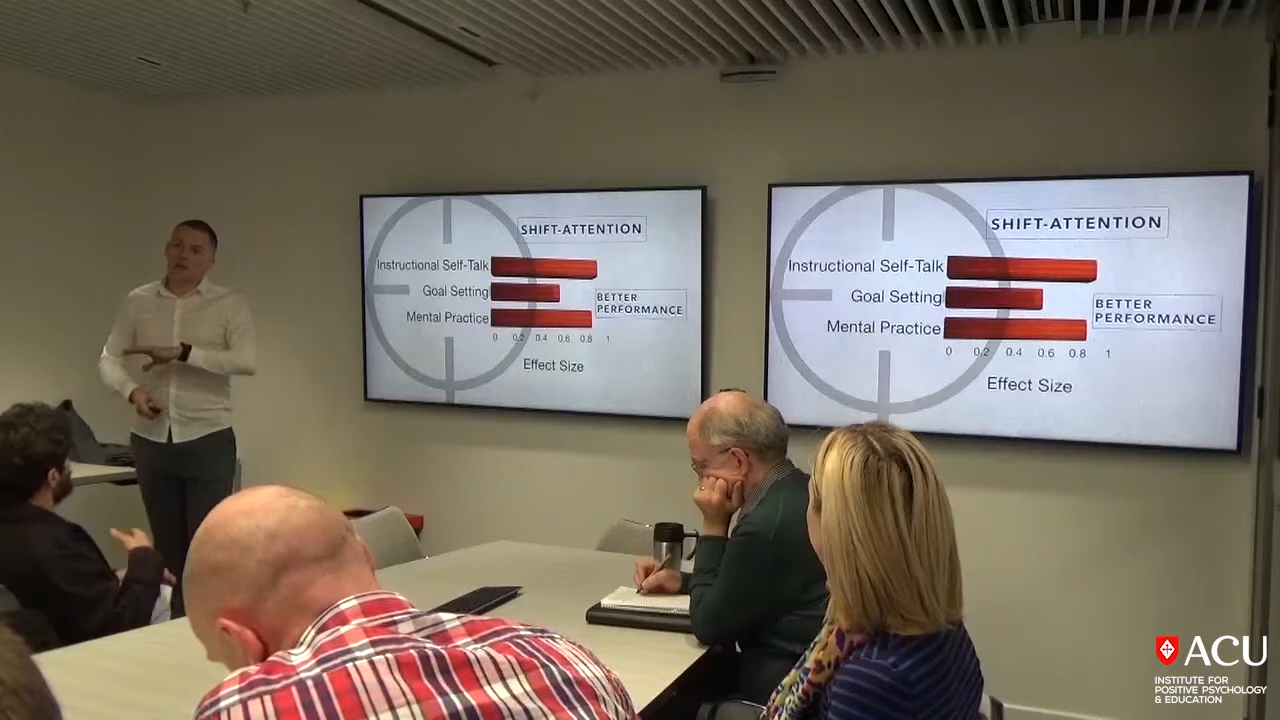 SHIFT-ATTENTION
Instructional Self-Talk
Goal Setting
Mental Practice
BETTER
PERFORMANCE
0 0.2 0.4 0.6 0.8 1
Effect Size
SHIFT-ATTENTION
Instructional Self-Talk
Goal Setting
Mental Practice
BETTER
PERFORMANCE
0 0.2 0.4 0.6 0.8 1
Effect Size
ACU
INSTITUTE FOR
POSITIVE PSYCHOLOGY
& EDUCATION